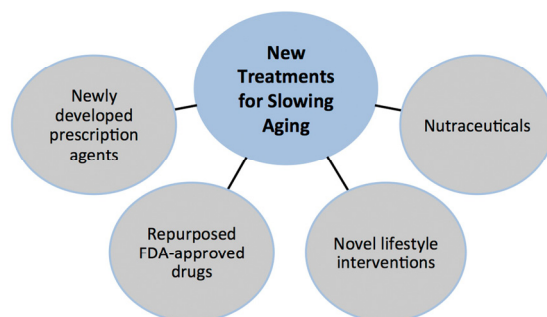 New
Treatments
for Slowing
Aging
Newly
developed
prescription
agents
Nutraceuticals
Repurposed
FDA-approved
drugs
Novel lifestyle
interventions